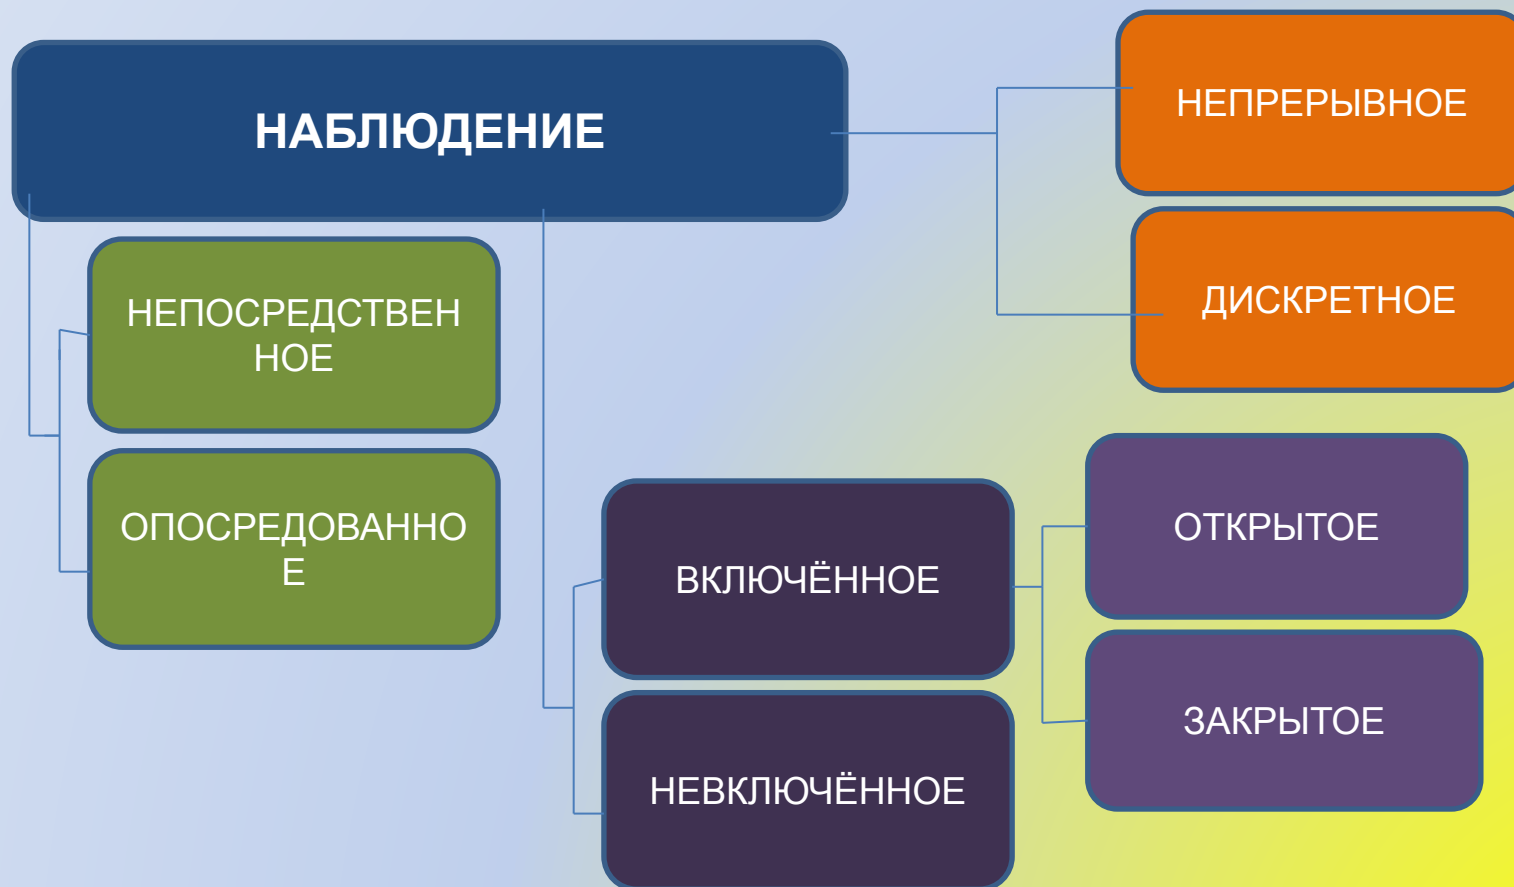 НАБЛЮДЕНИЕ
НЕПРЕРЫВНОЕ
ДИСКРЕТНОЕ
НЕПОСРЕДСТВЕН
НОЕ
ОПОСРЕДОВАННО
Е
ВКЛЮЧЁННОЕ
НЕВКЛЮЧЁННОЕ
ОТКРЫТОЕ
ЗАКРЫТОЕ